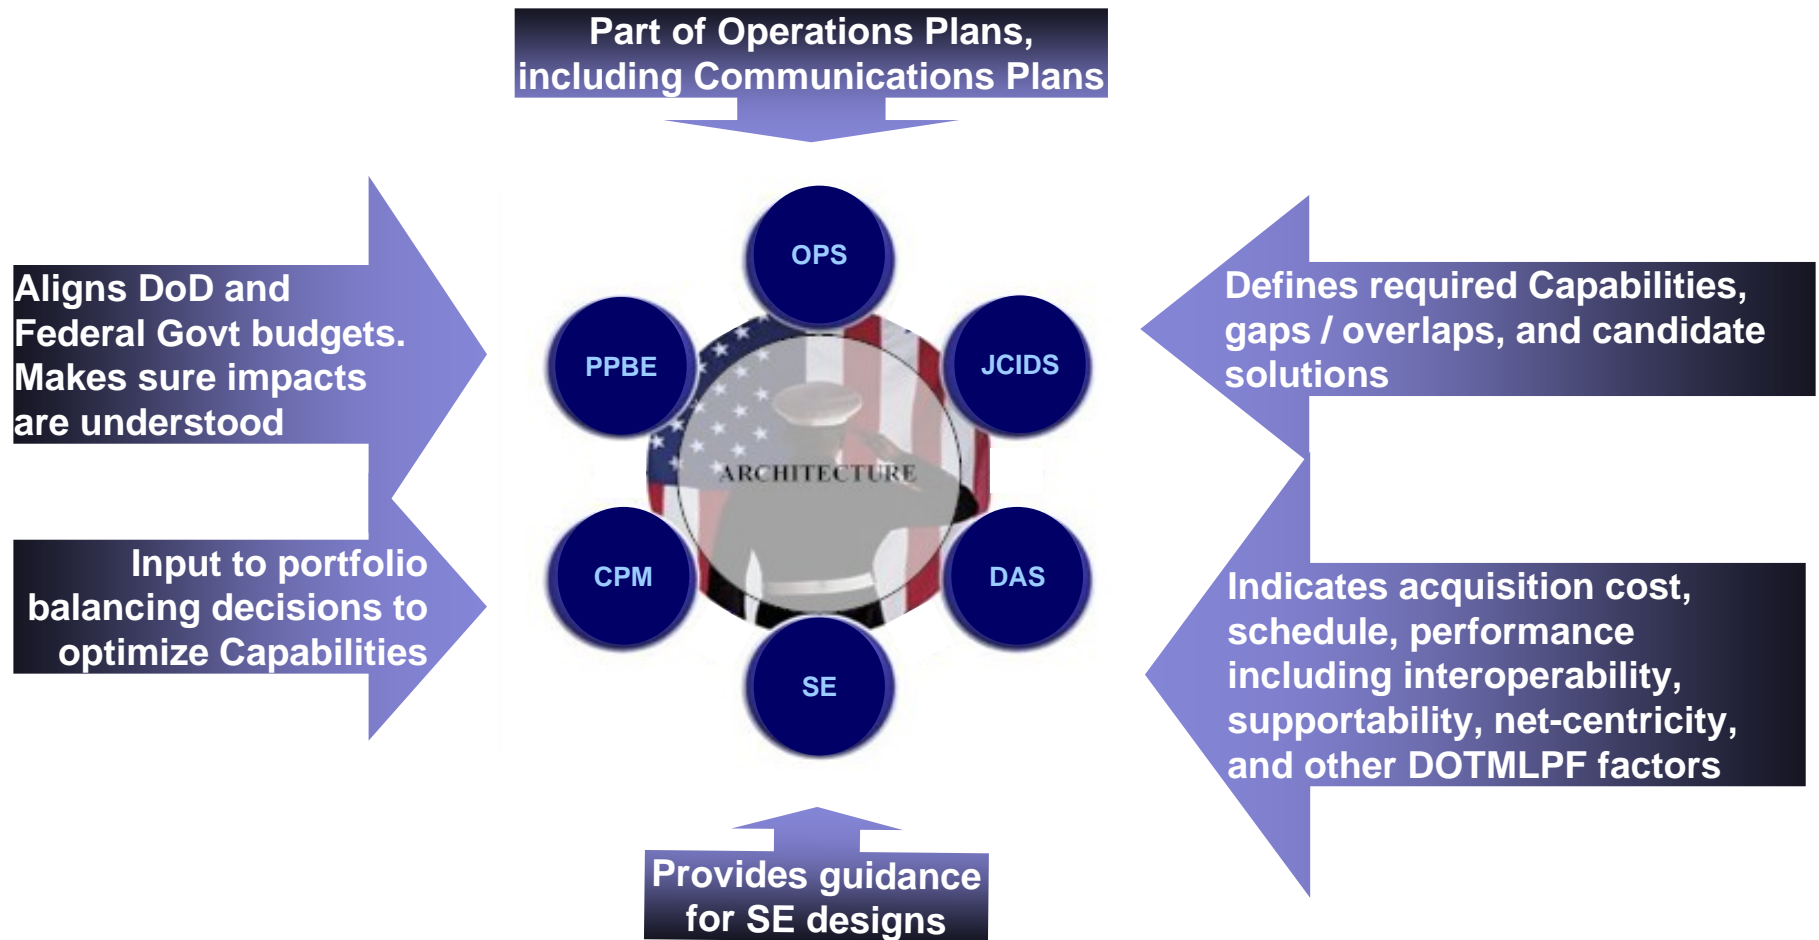 Part of Operations Plans,
including Communications Plans
OPS
Aligns DoD and
Federal Govt budgets.
Makes sure impacts
are understood
PPBE
JCIDS
Defines required Capabilities,
gaps / overlaps, and candidate
solutions
ARCHITECTURE
Input to portfolio
balancing decisions to
optimize Capabilities
CPM
DAS
Indicates acquisition cost,
schedule, performance
including interoperability,
supportability, net-centricity,
and other DOTMLPF factors
SE
Provides guidance
for SE designs